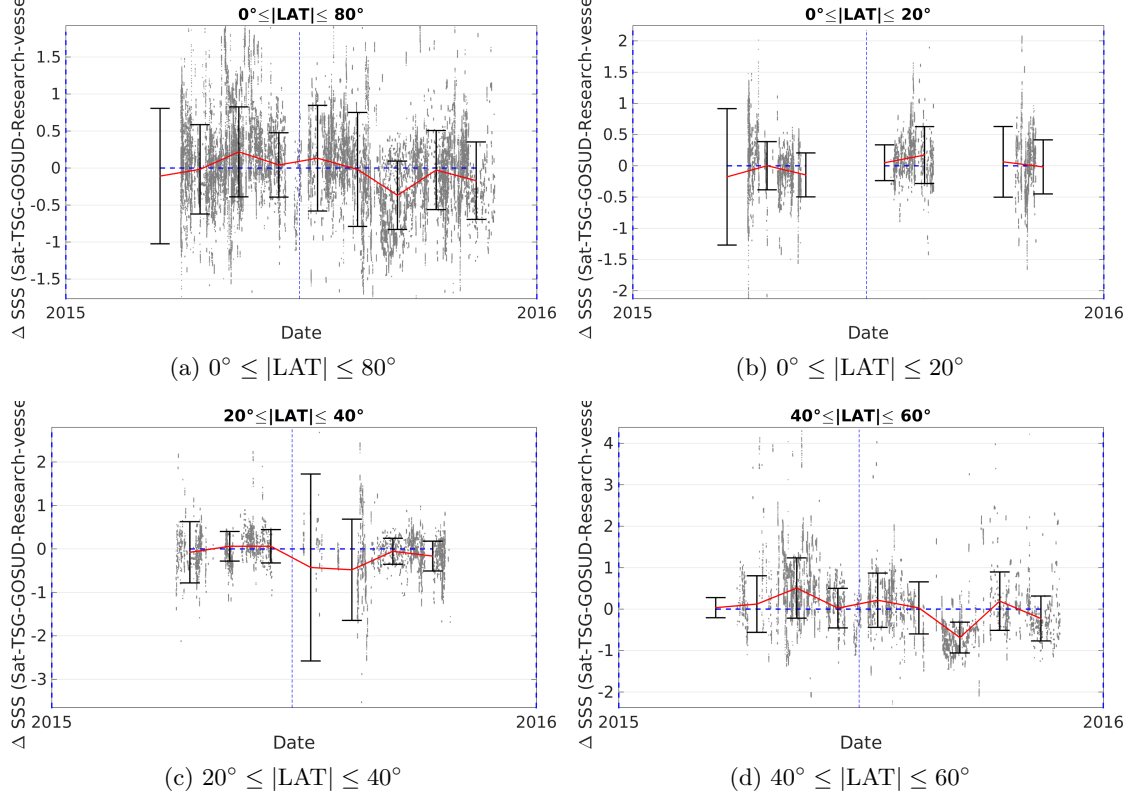 0°≤|LAT|≤ 80°
Δ SSS (Sat-TSG-GOSUD-Research-vesse
1.5
1
0.5
0
-0.5
-1
-1.5
2015
2016
Date
(a) 0° ≤ |LAT| ≤ 80°
0°≤|LAT|≤ 20°
Δ SSS (Sat-TSG-GOSUD-Research-vesse
2
1.5
1
0.5
0
-0.5
-1
-1.5
-2
2015
2016
Date
(b) 0° ≤ |LAT| ≤ 20°
20°≤|LAT|≤ 40°
Δ SSS (Sat-TSG-GOSUD-Research-vesse
2
1
0
-1
-2
-3
2015
2016
Date
(c) 20° ≤ |LAT| ≤ 40°
40°≤|LAT|≤ 60°
Δ SSS (Sat-TSG-GOSUD-Research-vesse
4
3
2
1
0
-1
-2
2015
2016
Date
(d) 40° ≤ |LAT| ≤ 60°